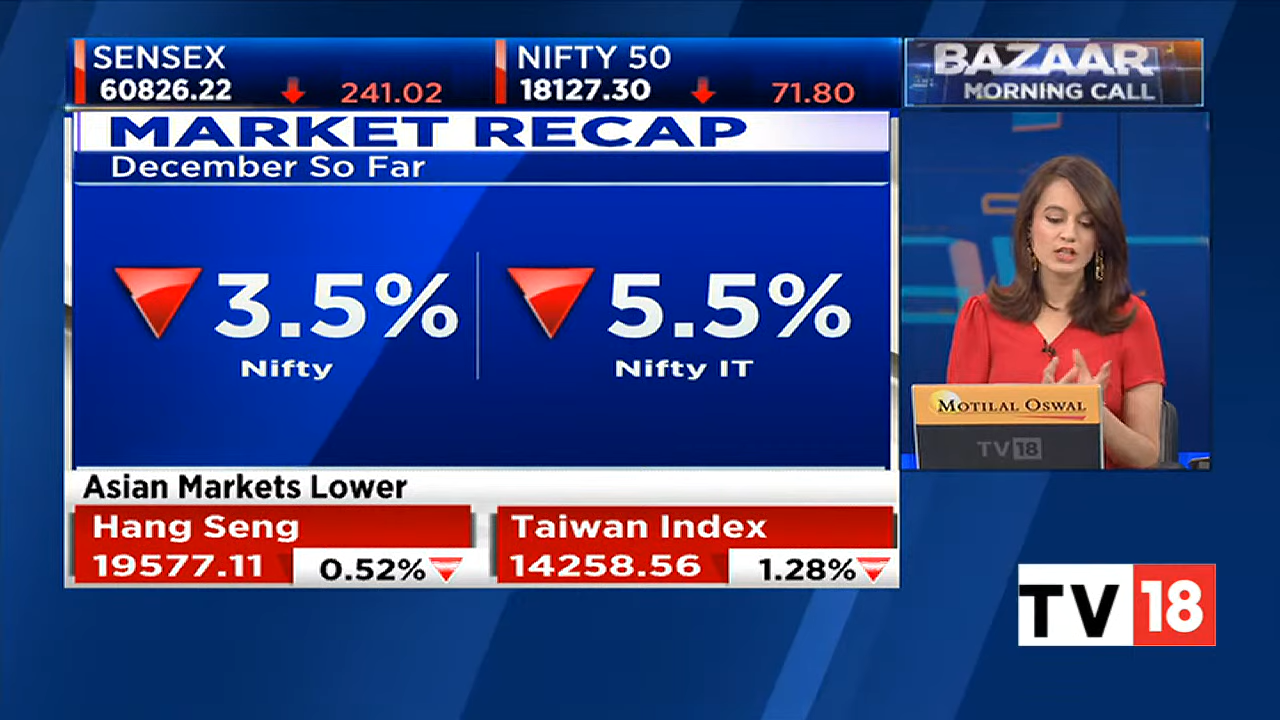 SENSEX
60826.22 241.02
NIFTY 50
18127.30 71.80
BAZAAR
MORNING CALL
MARKET RECAP
December So Far
3.5%
Nifty
5.5%
Nifty IT
MOTILAL OSWAL
TV18
Asian Markets Lower
Hang Seng
19577.11 0.52%
Taiwan Index
14258.56 1.28%
TV18